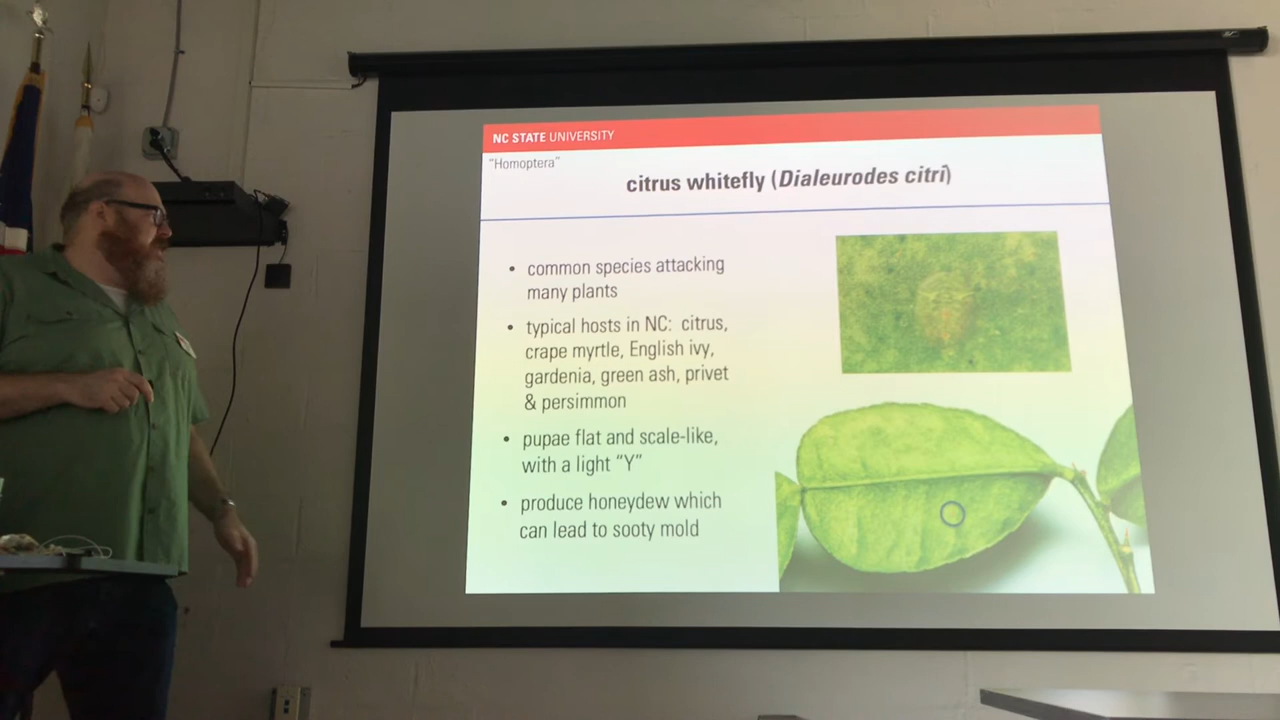 NC STATE UNIVERSITY
"Homoptera"
citrus whitefly (Dialeurodes citri)
• common species attacking
many plants
• typical hosts in NC: citrus,
crape myrtle, English ivy,
gardenia, green ash, privet
& persimmon
• pupae flat and scale-like,
with a light "Y"
• produce honeydew which
can lead to sooty mold